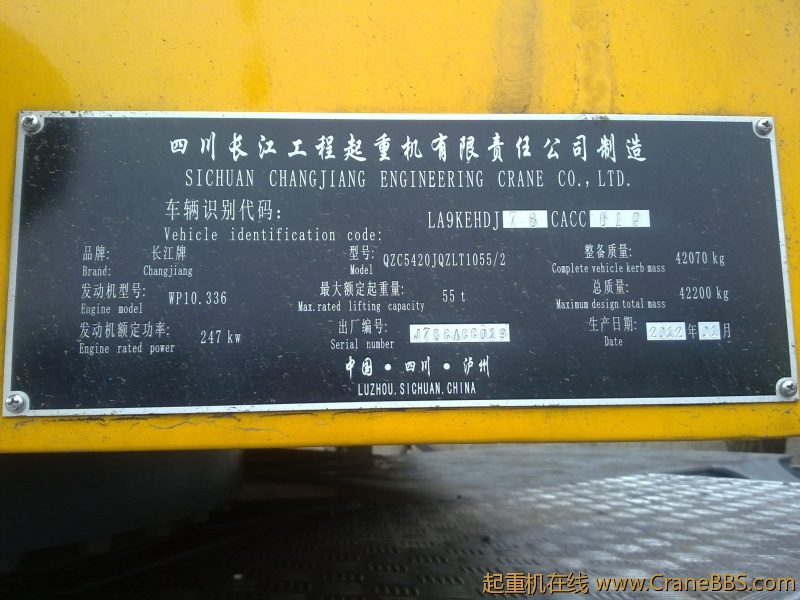 四川长江工程起重机有限责任公司制造
SICHUAN CHANGJIANG ENGINEERING CRANE CO.,LTD.
车辆识别代码:
Vehicle identification code: LA9KEHDJ CACC019
品牌: 长江牌 型号: QZC5420JQZLT1055/2 整备质量: 42070 kg
Brand: Changjiang Model Complete vehicle kerb mass
发动机型号: WP10.336 最大额定起重量: 55 t 总质量: 42200 kg
Engine model Max.rated lifting capacity Maximum design total mass
发动机额定功率: 247 kw 出厂编号: 生产日期: 2012 年 月
Engine rated power Serial number Date
中国·四川·泸州
LUZHOU.SICHUAN.CHINA
起重机在线 www.CraneBBS.com